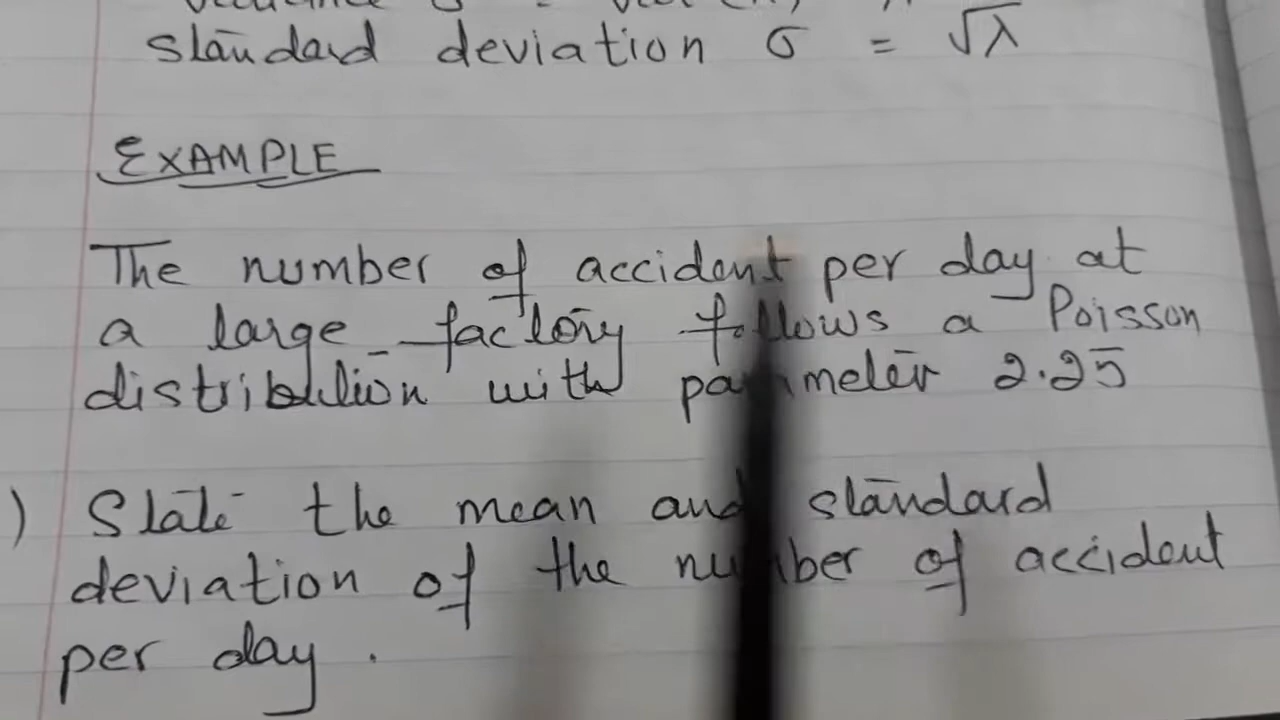 standard deviation σ = √λ
EXAMPLE
The number of accident per day at
a large factory follows a Poisson
distribution with parameter 2.25
) State the mean and standard
deviation of the number of accident
per day.